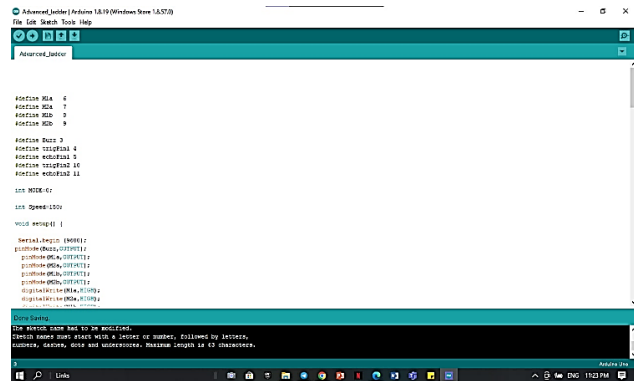 Advanced_ladder | Arduino 1.8.19 (Windows Store 1.8.57.0)
File Edit Sketch Tools Help
Advanced_ladder
#define M1a 6
#define M2a 7
#define M1b 8
#define M2b 9
#define Buzz 3
#define trigPin1 4
#define echoPin1 5
#define trigPin2 10
#define echoPin2 11
int MODE=0;
int Speed=150;
void setup() {
Serial.begin (9600);
pinMode(Buzz,OUTPUT);
pinMode(M1a,OUTPUT);
pinMode(M2a,OUTPUT);
pinMode(M1b,OUTPUT);
pinMode(M2b,OUTPUT);
digitalWrite(M1a,HIGH);
digitalWrite(M2a,HIGH);
Done Saving.
The sketch name had to be modified.
Sketch names must start with a letter or number, followed by letters,
numbers, dashes, dots and underscores. Maximum length is 63 characters.
Arduino Uno
Links
ENG 11:23 PM